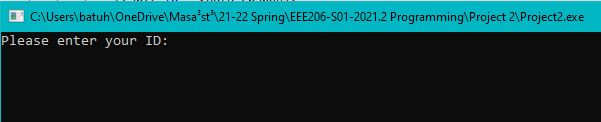 C:\Users\batuh\OneDrive\Masa³st³\21-22 Spring\EEE206-S01-2021.2 Programming\Project 2\Project2.exe
Please enter your ID: